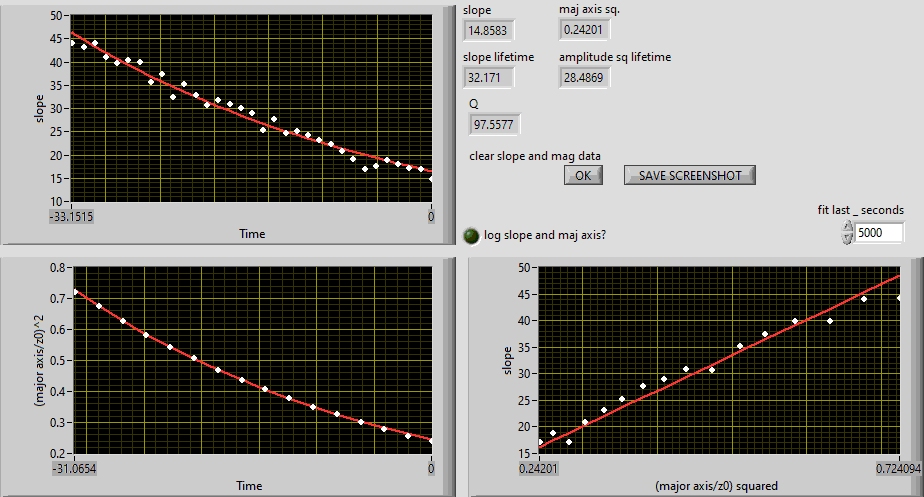 50
45
40
35
30
25
20
15
10
slope
-33.1515
0
Time
slope
14.8583
maj axis sq.
0.24201
slope lifetime
32.171
amplitude sq lifetime
28.4869
Q
97.5577
clear slope and mag data
OK
SAVE SCREENSHOT
fit last _ seconds
5000
log slope and maj axis?
0.8
0.7
0.6
0.5
0.4
0.3
0.2
(major axis/z0)^2
-31.0654
0
Time
50
45
40
35
30
25
20
15
slope
0.24201
0.724094
(major axis/z0) squared